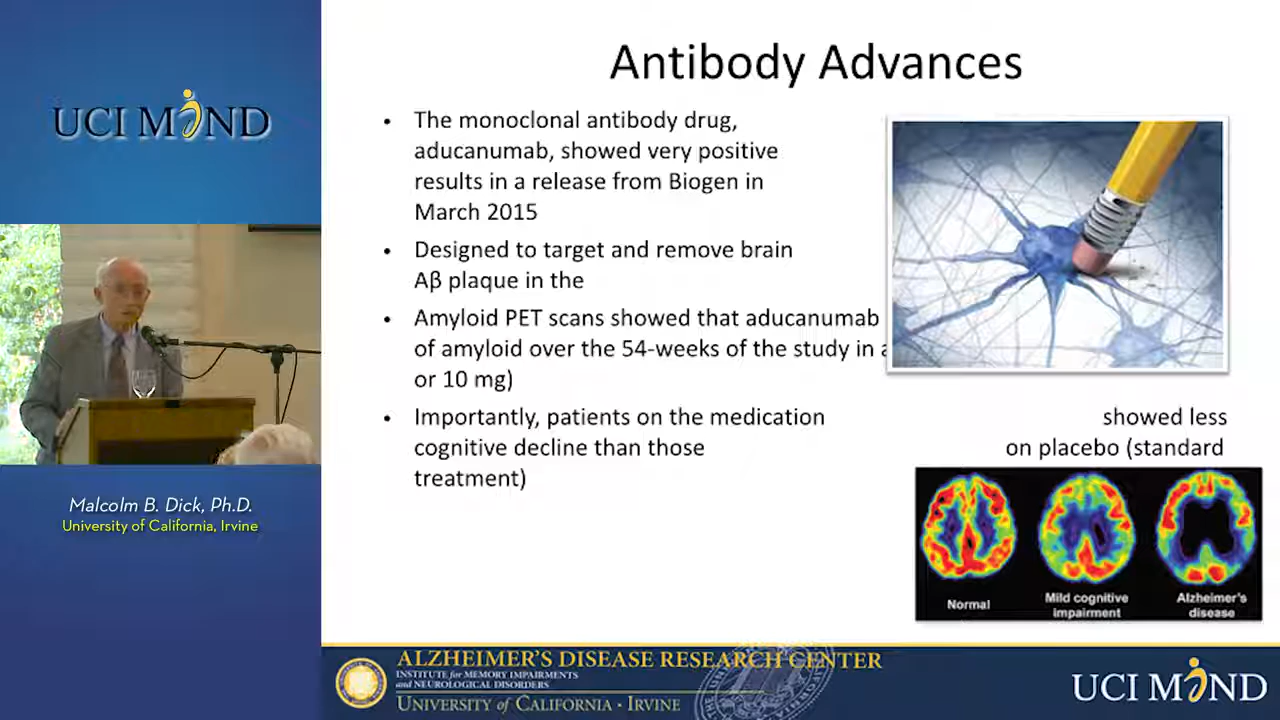 UCI MIND
Malcolm B. Dick, Ph.D.
University of California, Irvine
Antibody Advances
• The monoclonal antibody drug,
aducanumab, showed very positive
results in a release from Biogen in
March 2015
• Designed to target and remove brain
Aβ plaque in the
• Amyloid PET scans showed that aducanumab
of amyloid over the 54-weeks of the study in
or 10 mg)
• Importantly, patients on the medication showed less
cognitive decline than those on placebo (standard
treatment)
Normal
Mild cognitive
impairment
Alzheimer's
disease
ALZHEIMER'S DISEASE RESEARCH CENTER
INSTITUTE for MEMORY IMPAIRMENTS
and NEUROLOGICAL DISORDERS
UNIVERSITY of CALIFORNIA · IRVINE
UCI MIND